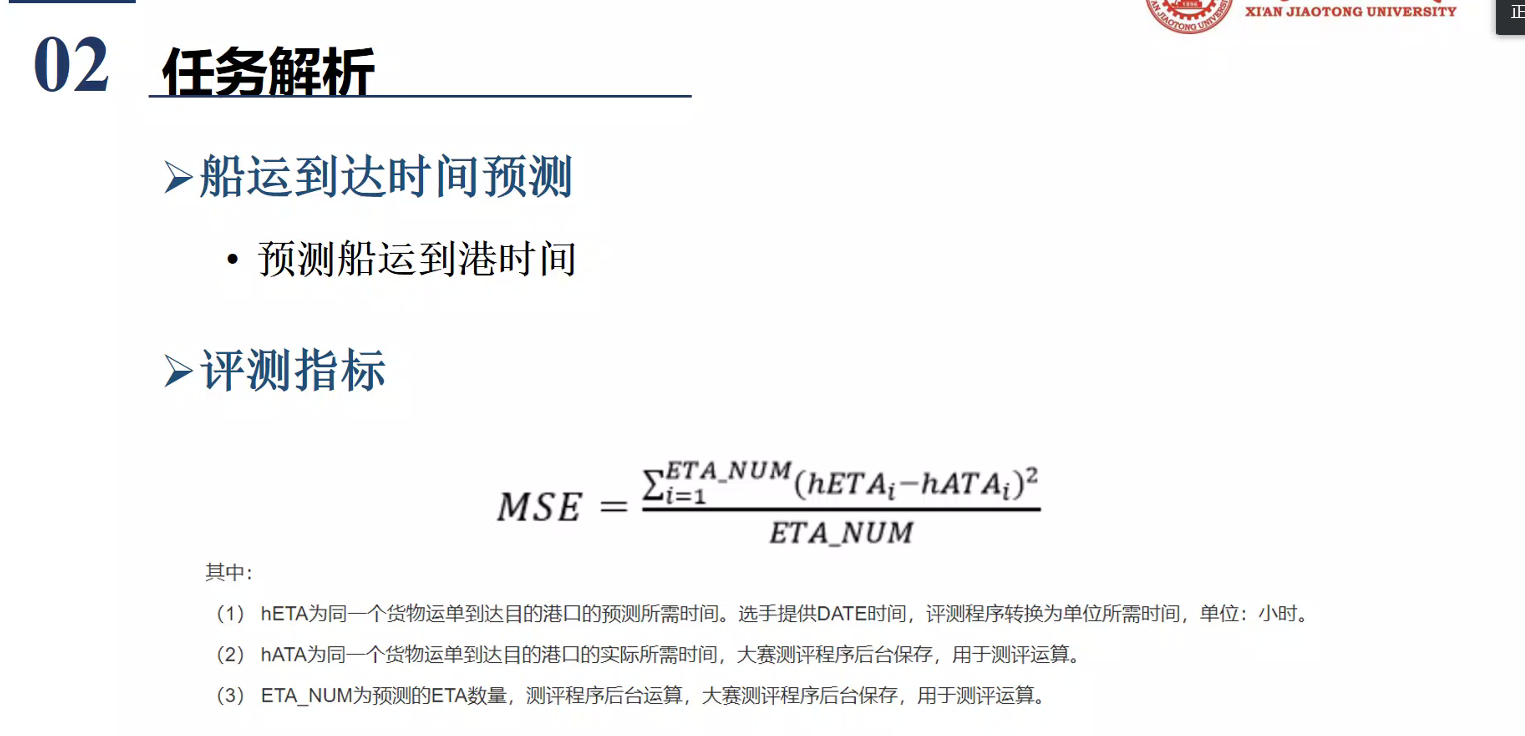 XI'AN JIAOTONG UNIVERSITY
正
02 任务解析
➢船运到达时间预测
• 预测船运到港时间
➢评测指标
MSE = \frac{\sum_{i=1}^{ETA_NUM}(hETA_i-hATA_i)^2}{ETA_NUM}
其中：
（1） hETA为同一个货物运单到达目的港口的预测所需时间。选手提供DATE时间，评测程序转换为单位所需时间，单位：小时。
（2） hATA为同一个货物运单到达目的港口的实际所需时间，大赛测评程序后台保存，用于测评运算。
（3） ETA_NUM为预测的ETA数量，测评程序后台运算，大赛测评程序后台保存，用于测评运算。